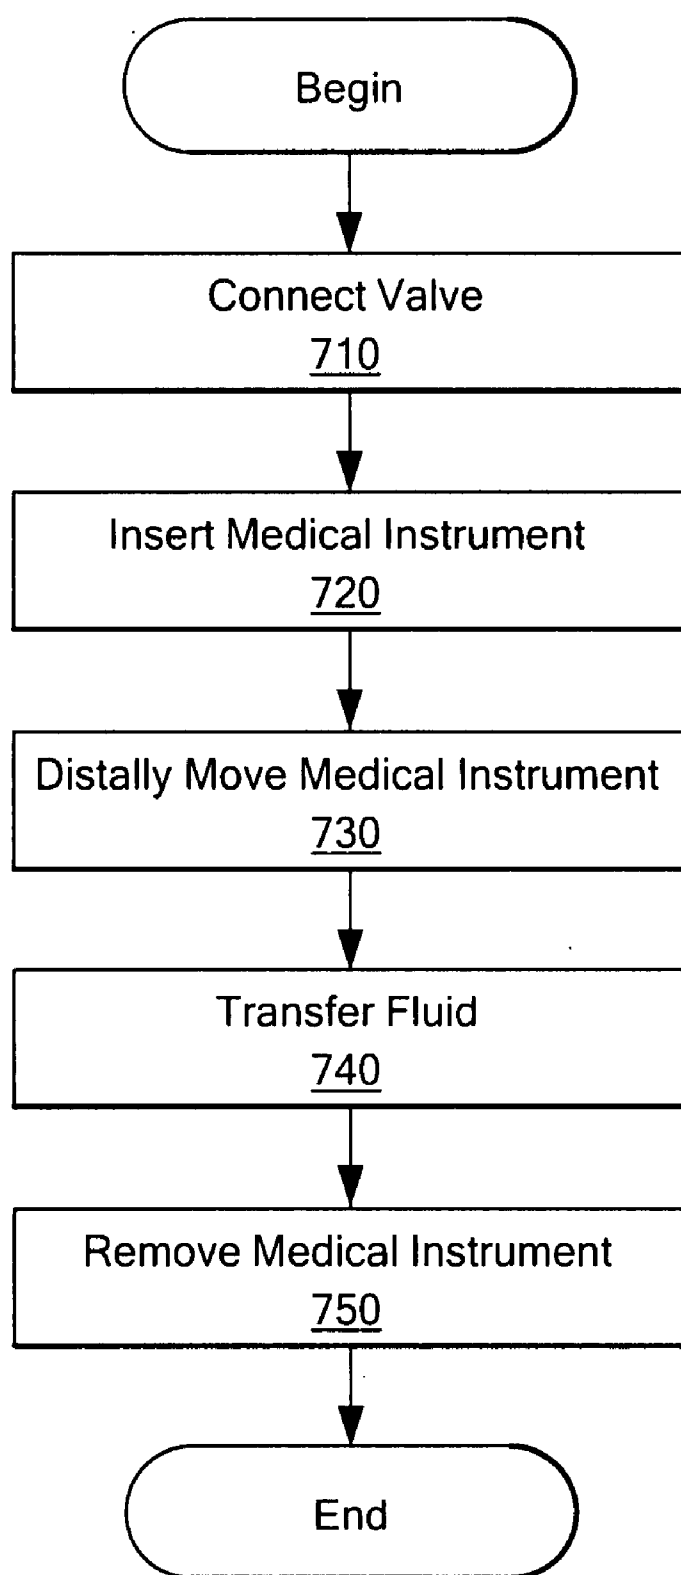 Begin
Connect Valve
710
Insert Medical Instrument
720
Distally Move Medical Instrument
730
Transfer Fluid
740
Remove Medical Instrument
750
End